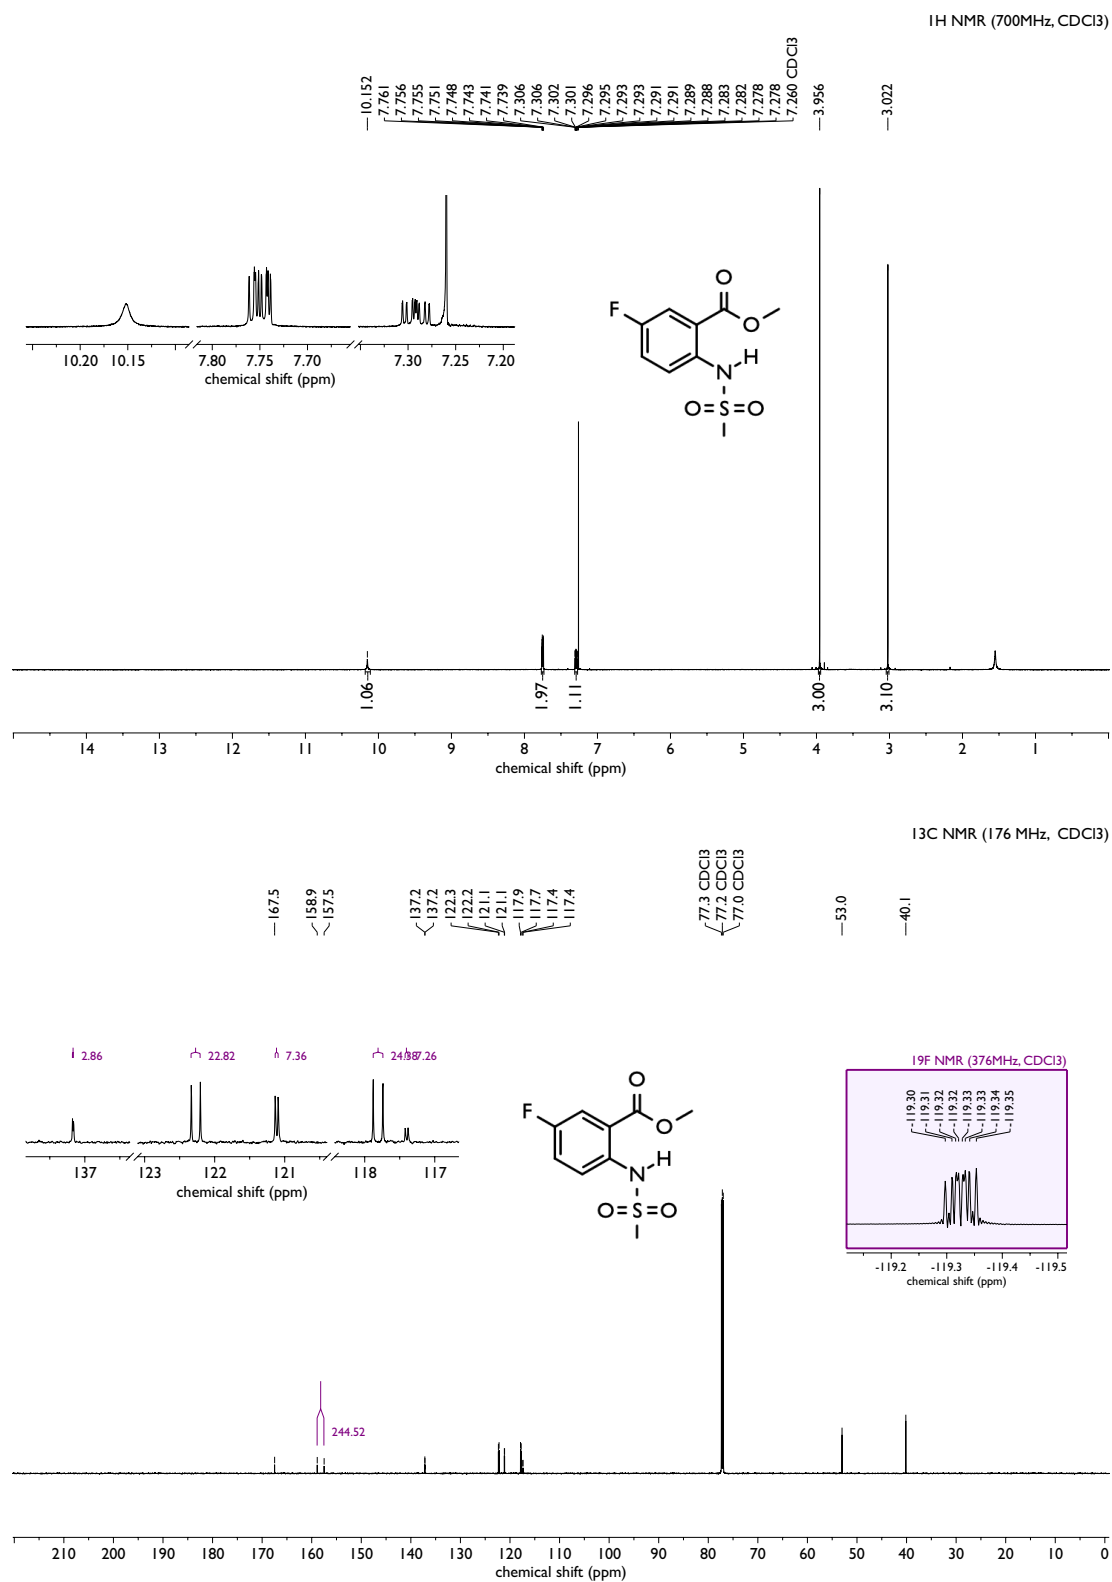 1H NMR (700MHz, CDCl3)
10.152
7.761
7.756
7.755
7.751
7.748
7.743
7.741
7.739
7.306
7.306
7.302
7.301
7.296
7.295
7.293
7.293
7.291
7.291
7.289
7.288
7.283
7.282
7.278
7.278
7.260 CDCl3
3.956
3.022
10.20 10.15 7.80 7.75 7.70 7.30 7.25 7.20
chemical shift (ppm)
O
F
O
N H
O=S=O
1.06
1.97
1.11
3.00
3.10
14 13 12 11 10 9 8 7 6 5 4 3 2 1
chemical shift (ppm)
13C NMR (176 MHz, CDCl3)
167.5
158.9
157.5
137.2
137.2
122.3
122.2
121.1
121.1
117.9
117.7
117.4
117.4
77.3 CDCl3
77.2 CDCl3
77.0 CDCl3
53.0
40.1
2.86 22.82 7.36 24.38 7.26
137 123 122 121 118 117
chemical shift (ppm)
O
F
O
N H
O=S=O
19F NMR (376MHz, CDCl3)
-119.30
-119.31
-119.32
-119.32
-119.33
-119.33
-119.34
-119.35
-119.2 -119.3 -119.4 -119.5
chemical shift (ppm)
244.52
210 200 190 180 170 160 150 140 130 120 110 100 90 80 70 60 50 40 30 20 10 0
chemical shift (ppm)